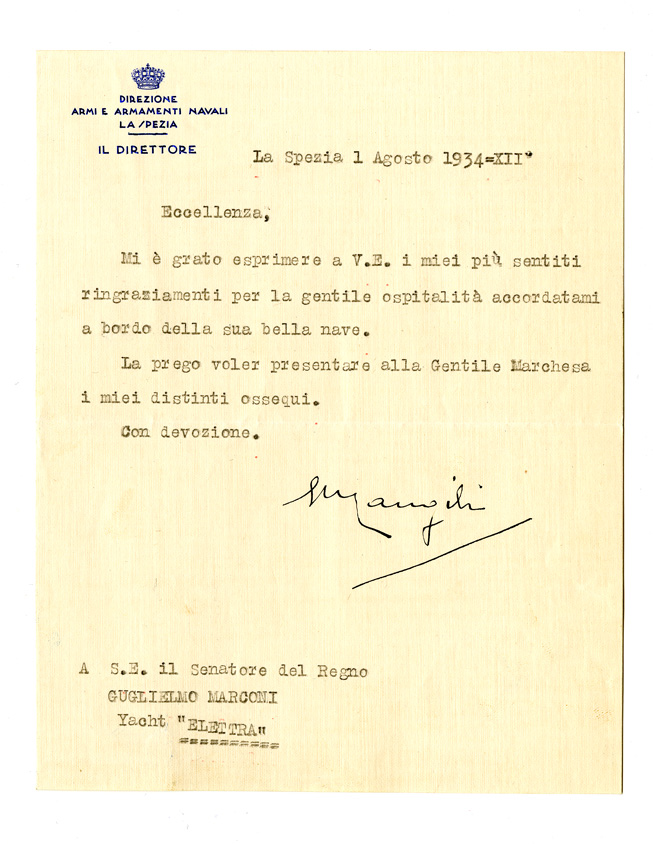 DIREZIONE
ARMI E ARMAMENTI NAVALI
LA SPEZIA
IL DIRETTORE
La Spezia 1 Agosto 1934=XII°
Eccellenza,
Mi è grato esprimere a V.E. i miei più sentiti
ringraziamenti per la gentile ospitalità accordatami
a bordo della sua bella nave.
La prego voler presentare alla Gentile Marchesa
i miei distinti ossequi.
Con devozione.
A S.E. il Senatore del Regno
GUGLIELMO MARCONI
Yacht "ELETTRA"
==========